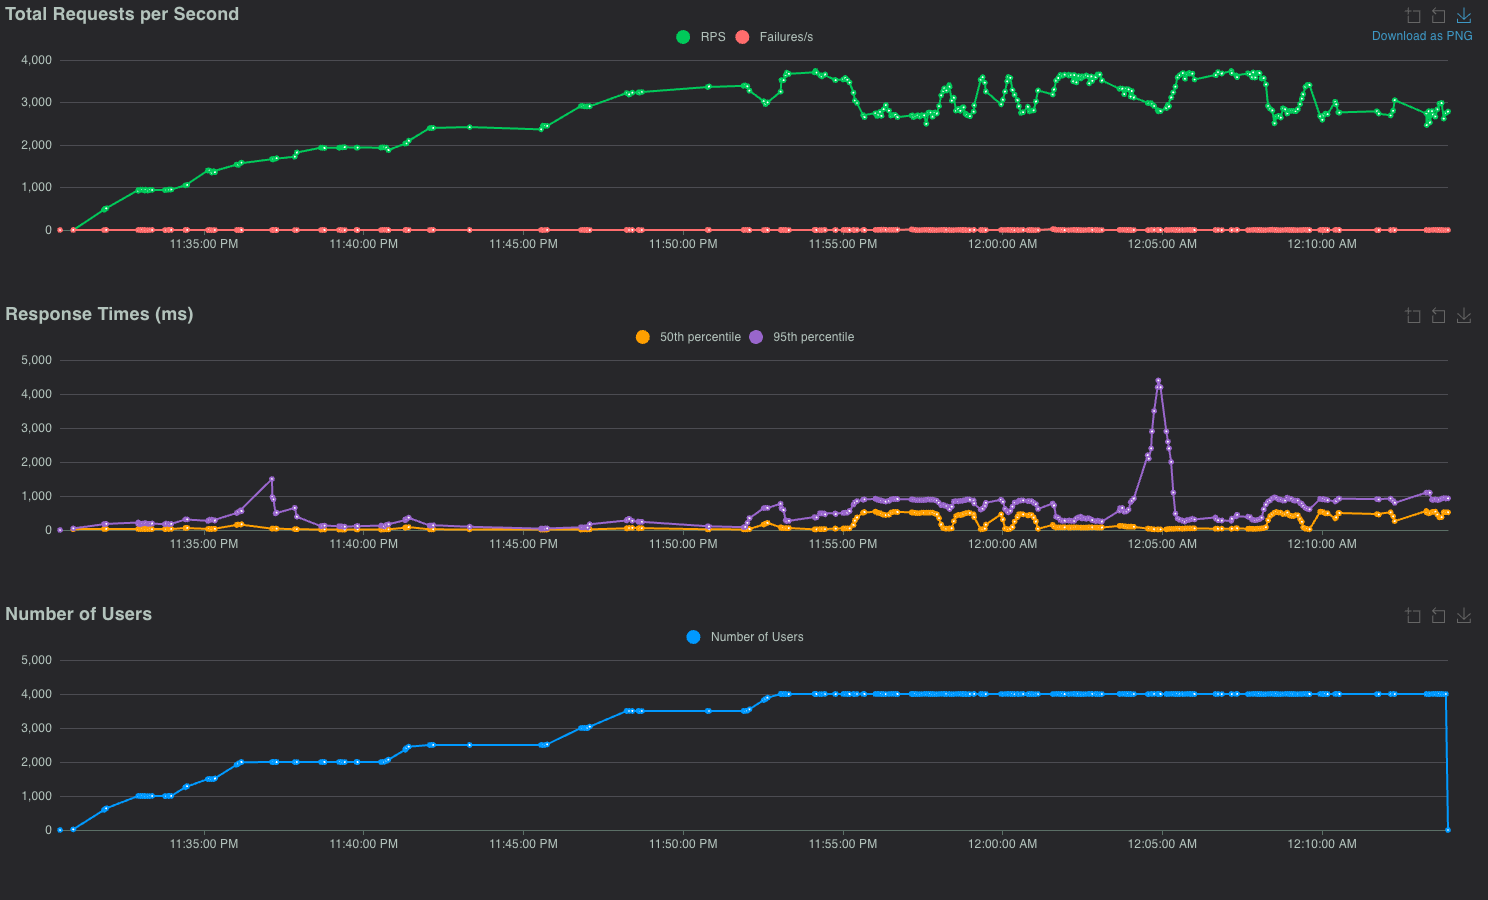 Total Requests per Second
Download as PNG
RPS Failures/s
4,000
3,000
2,000
1,000
0
11:35:00 PM 11:40:00 PM 11:45:00 PM 11:50:00 PM 11:55:00 PM 12:00:00 AM 12:05:00 AM 12:10:00 AM
Response Times (ms)
50th percentile 95th percentile
5,000
4,000
3,000
2,000
1,000
0
11:35:00 PM 11:40:00 PM 11:45:00 PM 11:50:00 PM 11:55:00 PM 12:00:00 AM 12:05:00 AM 12:10:00 AM
Number of Users
Number of Users
5,000
4,000
3,000
2,000
1,000
0
11:35:00 PM 11:40:00 PM 11:45:00 PM 11:50:00 PM 11:55:00 PM 12:00:00 AM 12:05:00 AM 12:10:00 AM